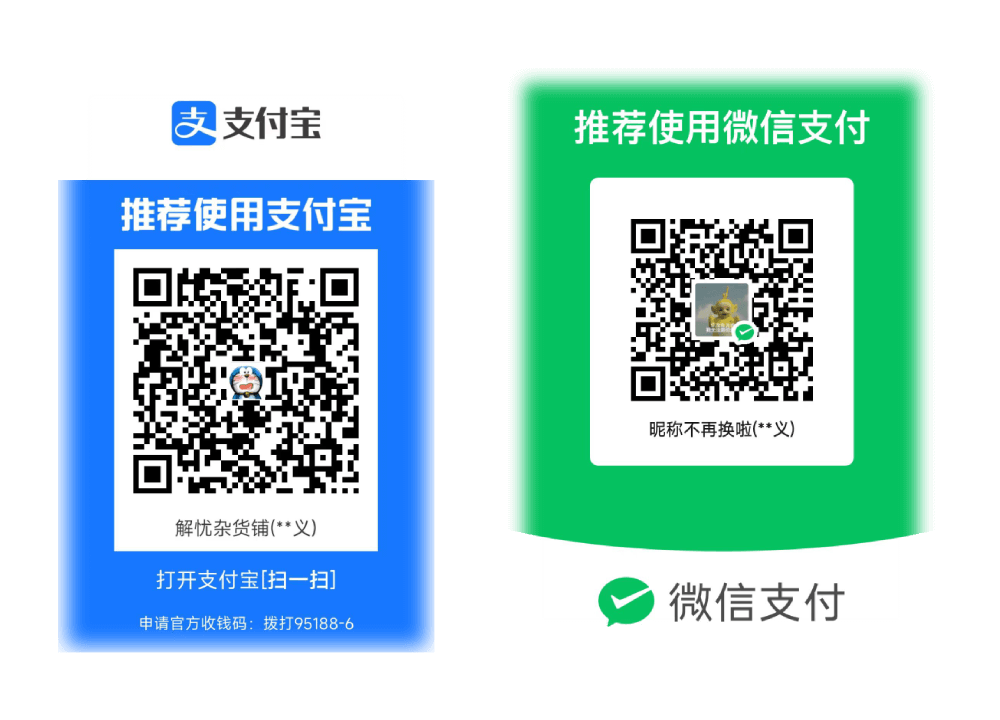 支付宝
推荐使用支付宝
解忧杂货铺(**义)
打开支付宝[扫一扫]
申请官方收钱码：拨打95188-6
推荐使用微信支付
昵称不再换啦(**义)
微信支付